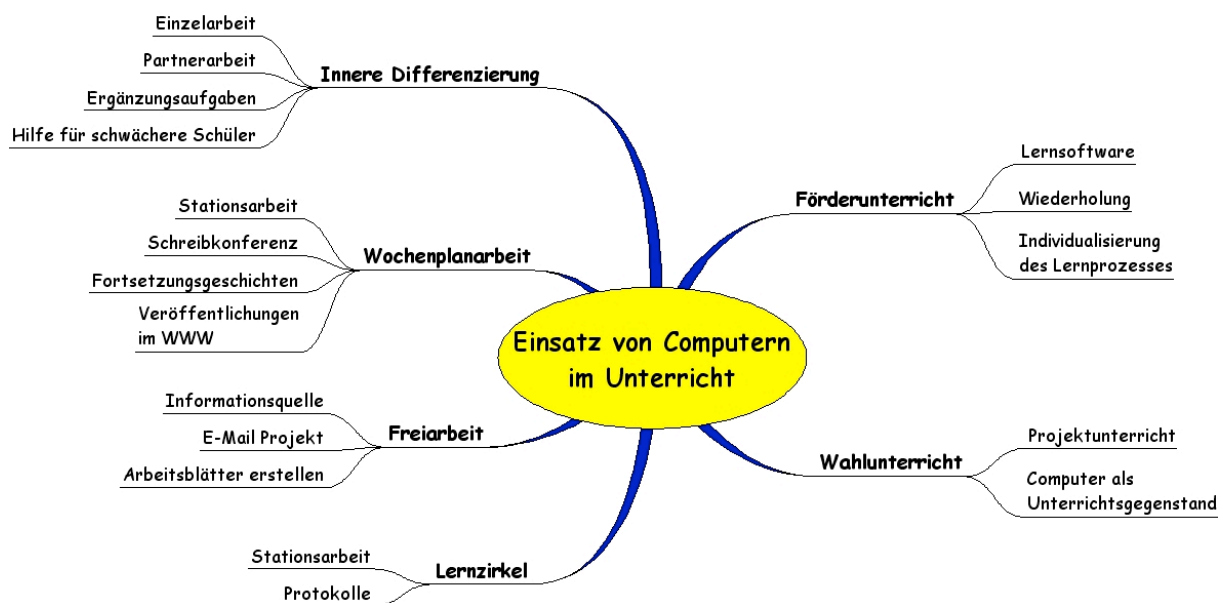 Einzelarbeit
Partnerarbeit
Ergänzungsaufgaben
Hilfe für schwächere Schüler
Innere Differenzierung
Stationsarbeit
Schreibkonferenz
Fortsetzungsgeschichten
Veröffentlichungen
im WWW
Wochenplanarbeit
Informationsquelle
E-Mail Projekt
Arbeitsblätter erstellen
Freiarbeit
Stationsarbeit
Protokolle
Lernzirkel
Einsatz von Computern
im Unterricht
Förderunterricht
Lernsoftware
Wiederholung
Individualisierung
des Lernprozesses
Wahlunterricht
Projektunterricht
Computer als
Unterrichtsgegenstand